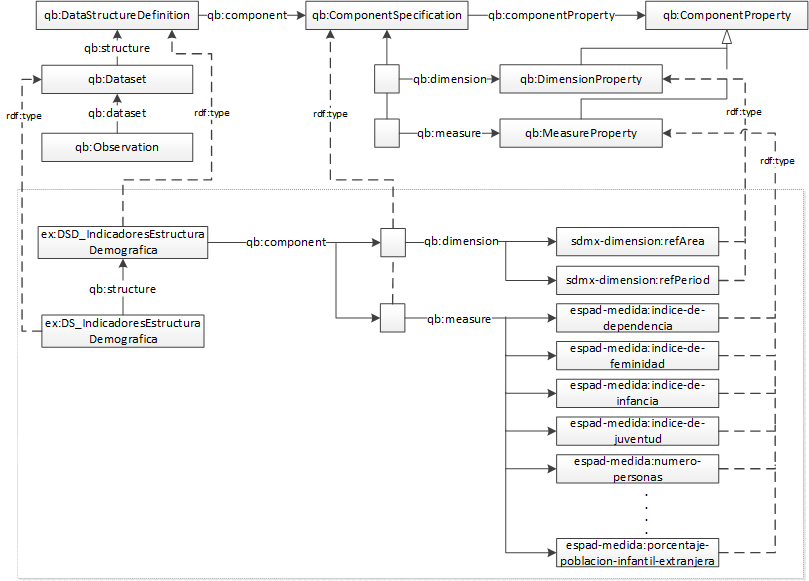 qb:DataStructureDefinition
qb:component
qb:ComponentSpecification
qb:componentProperty
qb:ComponentProperty
qb:structure
qb:Dataset
qb:dimension
qb:DimensionProperty
rdf:type
qb:dataset
rdf:type
rdf:type
rdf:type
qb:measure
qb:MeasureProperty
qb:Observation
rdf:type
ex:DSD_IndicadoresEstructura
Demografica
qb:component
qb:dimension
sdmx-dimension:refArea
sdmx-dimension:refPeriod
qb:structure
ex:DS_IndicadoresEstructura
Demografica
qb:measure
espad-medida:indice-de-
dependencia
espad-medida:indice-de-
feminidad
espad-medida:indice-de-
infancia
espad-medida:indice-de-
juventud
espad-medida:numero-
personas
.
.
.
.
espad-medida:porcentaje-
poblacion-infantil-extranjera